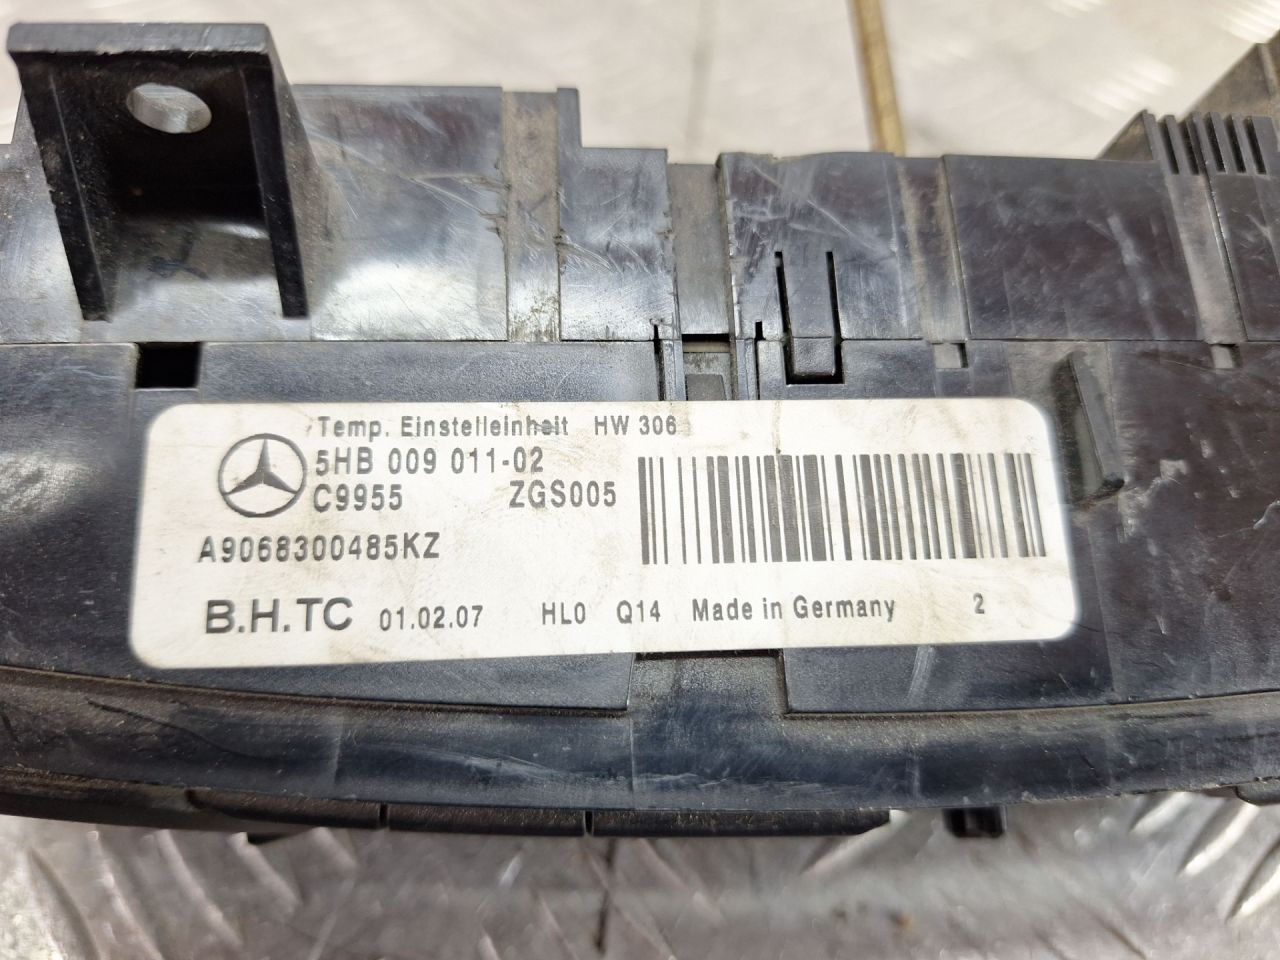 Temp. Einstelleinheit HW 306
5HB 009 011-02
C9955 ZGS005
A9068300485KZ
B.H.TC 01.02.07 HL0 Q14 Made in Germany 2